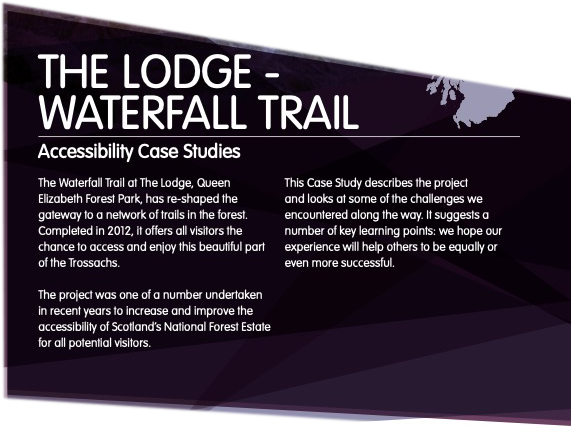 THE LODGE -
WATERFALL TRAIL
Accessibility Case Studies
The Waterfall Trail at The Lodge, Queen
Elizabeth Forest Park, has re-shaped the
gateway to a network of trails in the forest.
Completed in 2012, it offers all visitors the
chance to access and enjoy this beautiful part
of the Trossachs.
The project was one of a number undertaken
in recent years to increase and improve the
accessibility of Scotland's National Forest Estate
for all potential visitors.
This Case Study describes the project
and looks at some of the challenges we
encountered along the way. It suggests a
number of key learning points: we hope our
experience will help others to be equally or
even more successful.